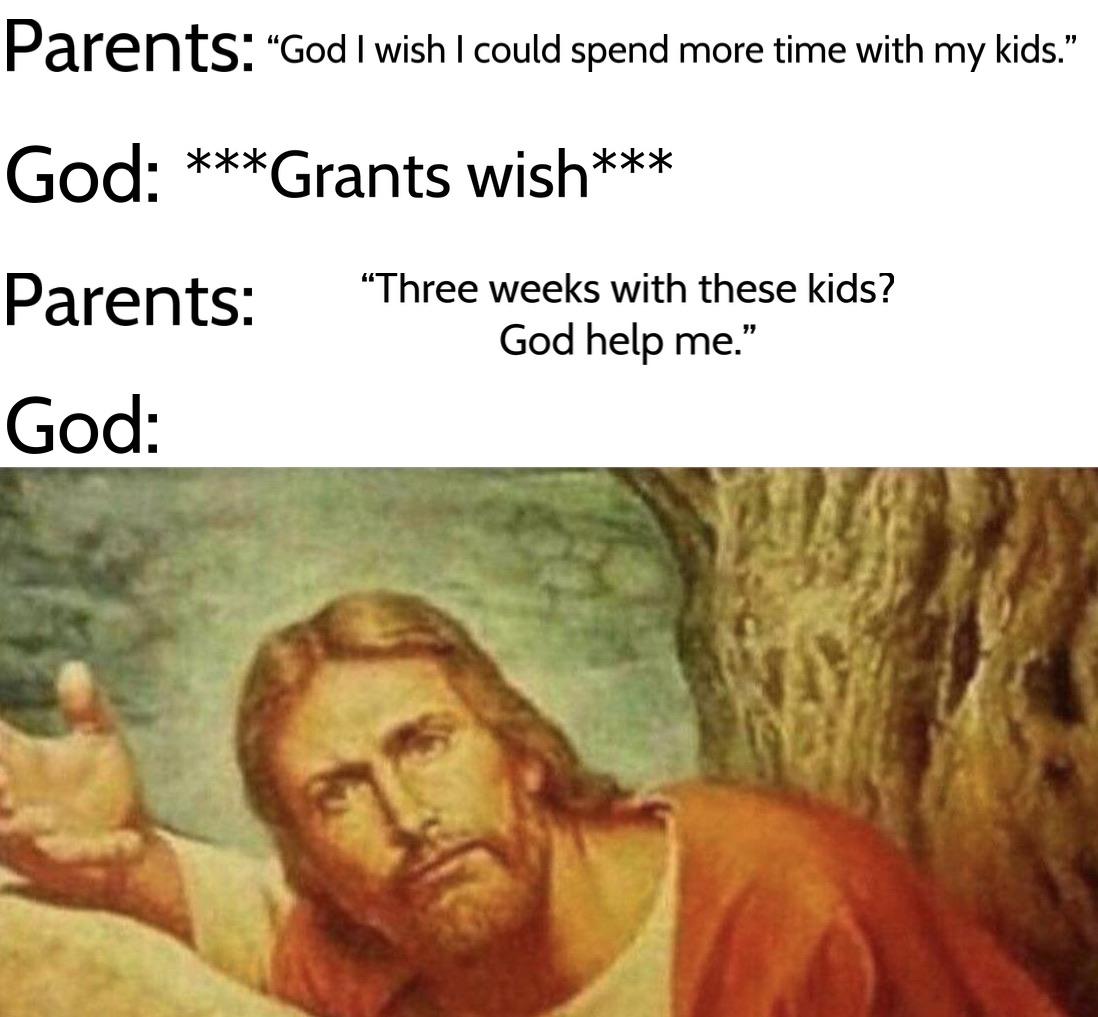 Parents: “God I wish I could spend more time with my kids.”
God: ***Grants wish***
Parents: “Three weeks with these kids?
God help me.”
God: